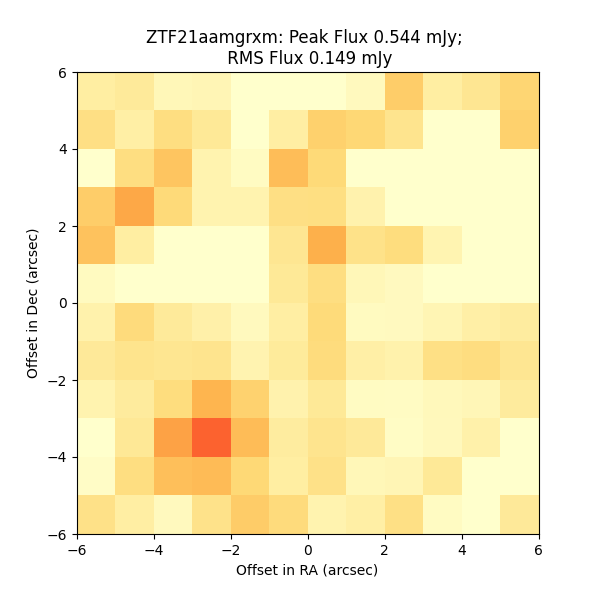 ZTF21aamgrxm: Peak Flux 0.544 mJy;
RMS Flux 0.149 mJy
6
4
2
0
−2
−4
−6
Offset in Dec (arcsec)
−6 −4 −2 0 2 4 6
Offset in RA (arcsec)